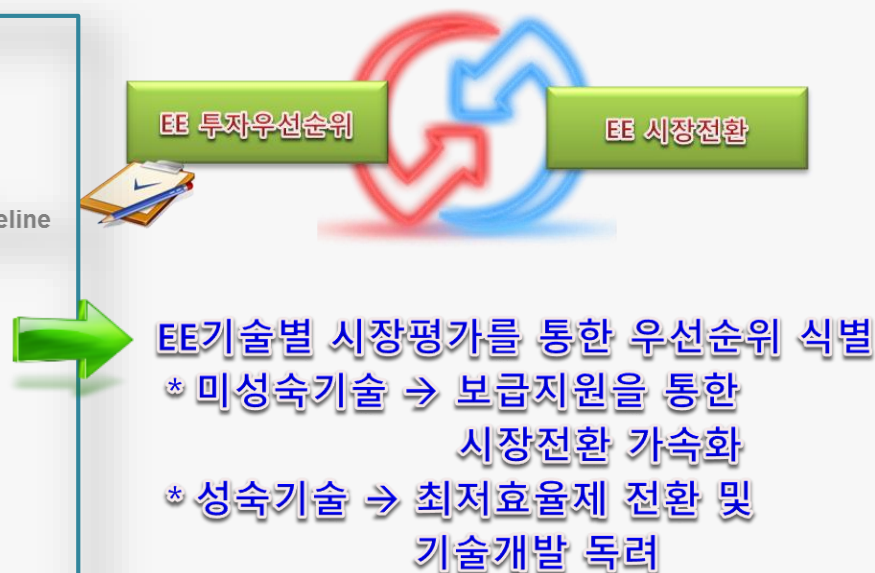 EE 투자우선순위
EE 시장전환
eline
EE기술별 시장평가를 통한 우선순위 식별
* 미성숙기술 → 보급지원을 통한
시장전환 가속화
* 성숙기술 → 최저효율제 전환 및
기술개발 독려